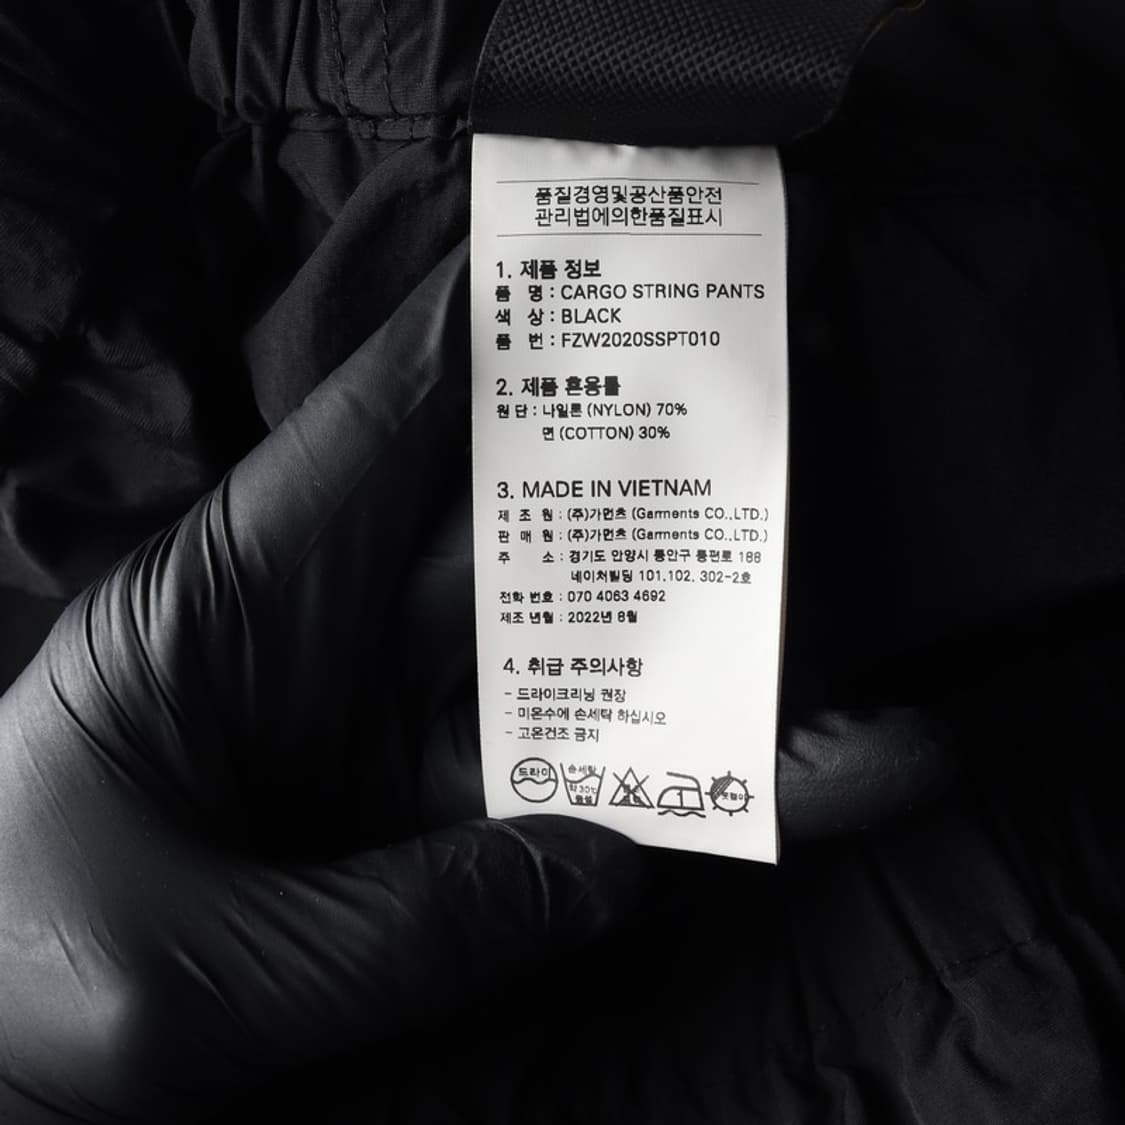 품질경영및공산품안전
관리법에의한품질표시
1. 제품 정보
품 명 : CARGO STRING PANTS
색 상 : BLACK
품 번 : FZW2020SSPT010
2. 제품 혼용률
원 단 : 나일론 (NYLON) 70%
면 (COTTON) 30%
3. MADE IN VIETNAM
제 조 원 : (주)가먼츠 (Garments CO.,LTD.)
판 매 원 : (주)가먼츠 (Garments CO.,LTD.)
주 소 : 경기도 안양시 동안구 동편로 188
네이처빌딩 101.102. 302-2호
전화 번호 : 070 4063 4692
제조 년월 : 2022년 8월
4. 취급 주의사항
- 드라이크리닝 권장
- 미온수에 손세탁 하십시오
- 고온건조 금지
드라이
손세탁
약 30℃
중성
1